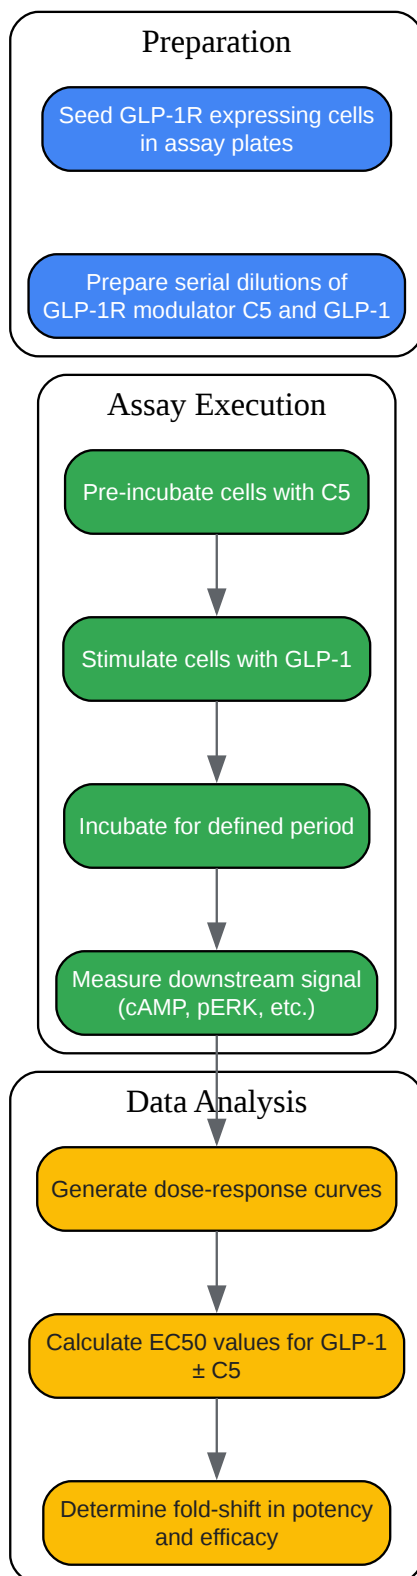 Preparation
Seed GLP-1R expressing cells
in assay plates
Prepare serial dilutions of
GLP-1R modulator C5 and GLP-1
Assay Execution
Pre-incubate cells with C5
Stimulate cells with GLP-1
Incubate for defined period
Measure downstream signal
(cAMP, pERK, etc.)
Data Analysis
Generate dose-response curves
Calculate EC50 values for GLP-1
± C5
Determine fold-shift in potency
and efficacy